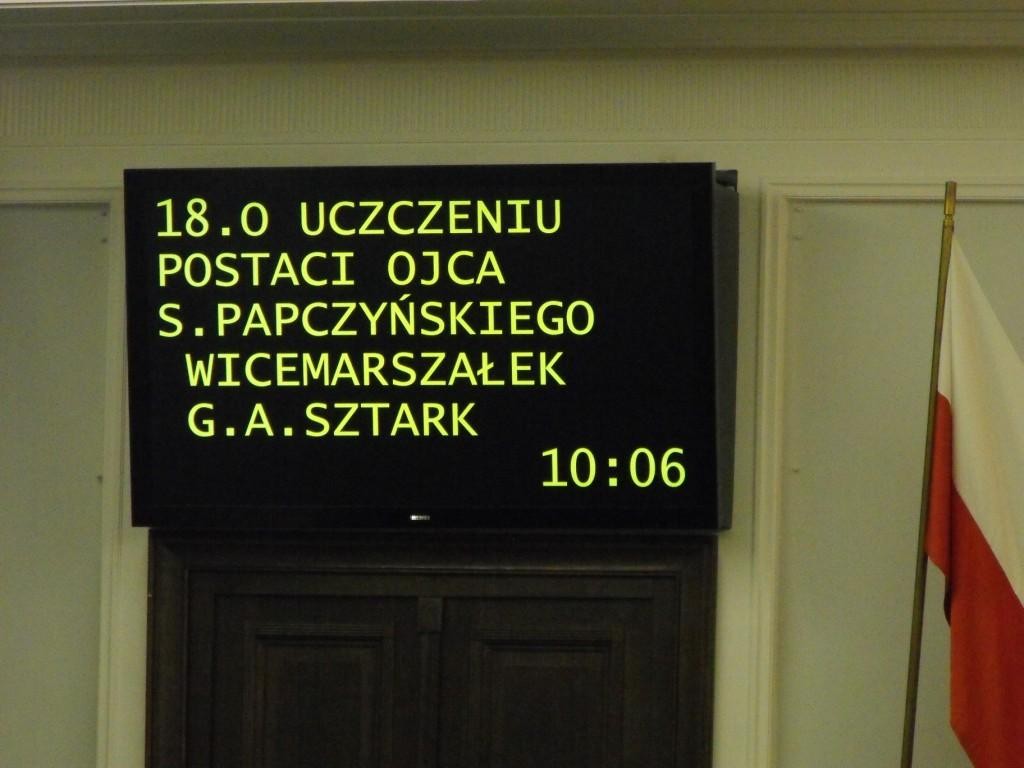 18.O UCZCZENIU
POSTACI OJCA
S.PAPCZYŃSKIEGO
WICEMARSZAŁEK
G.A.SZTARK
10:06